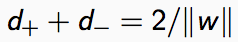 d₊ + d₋ = 2/‖w‖